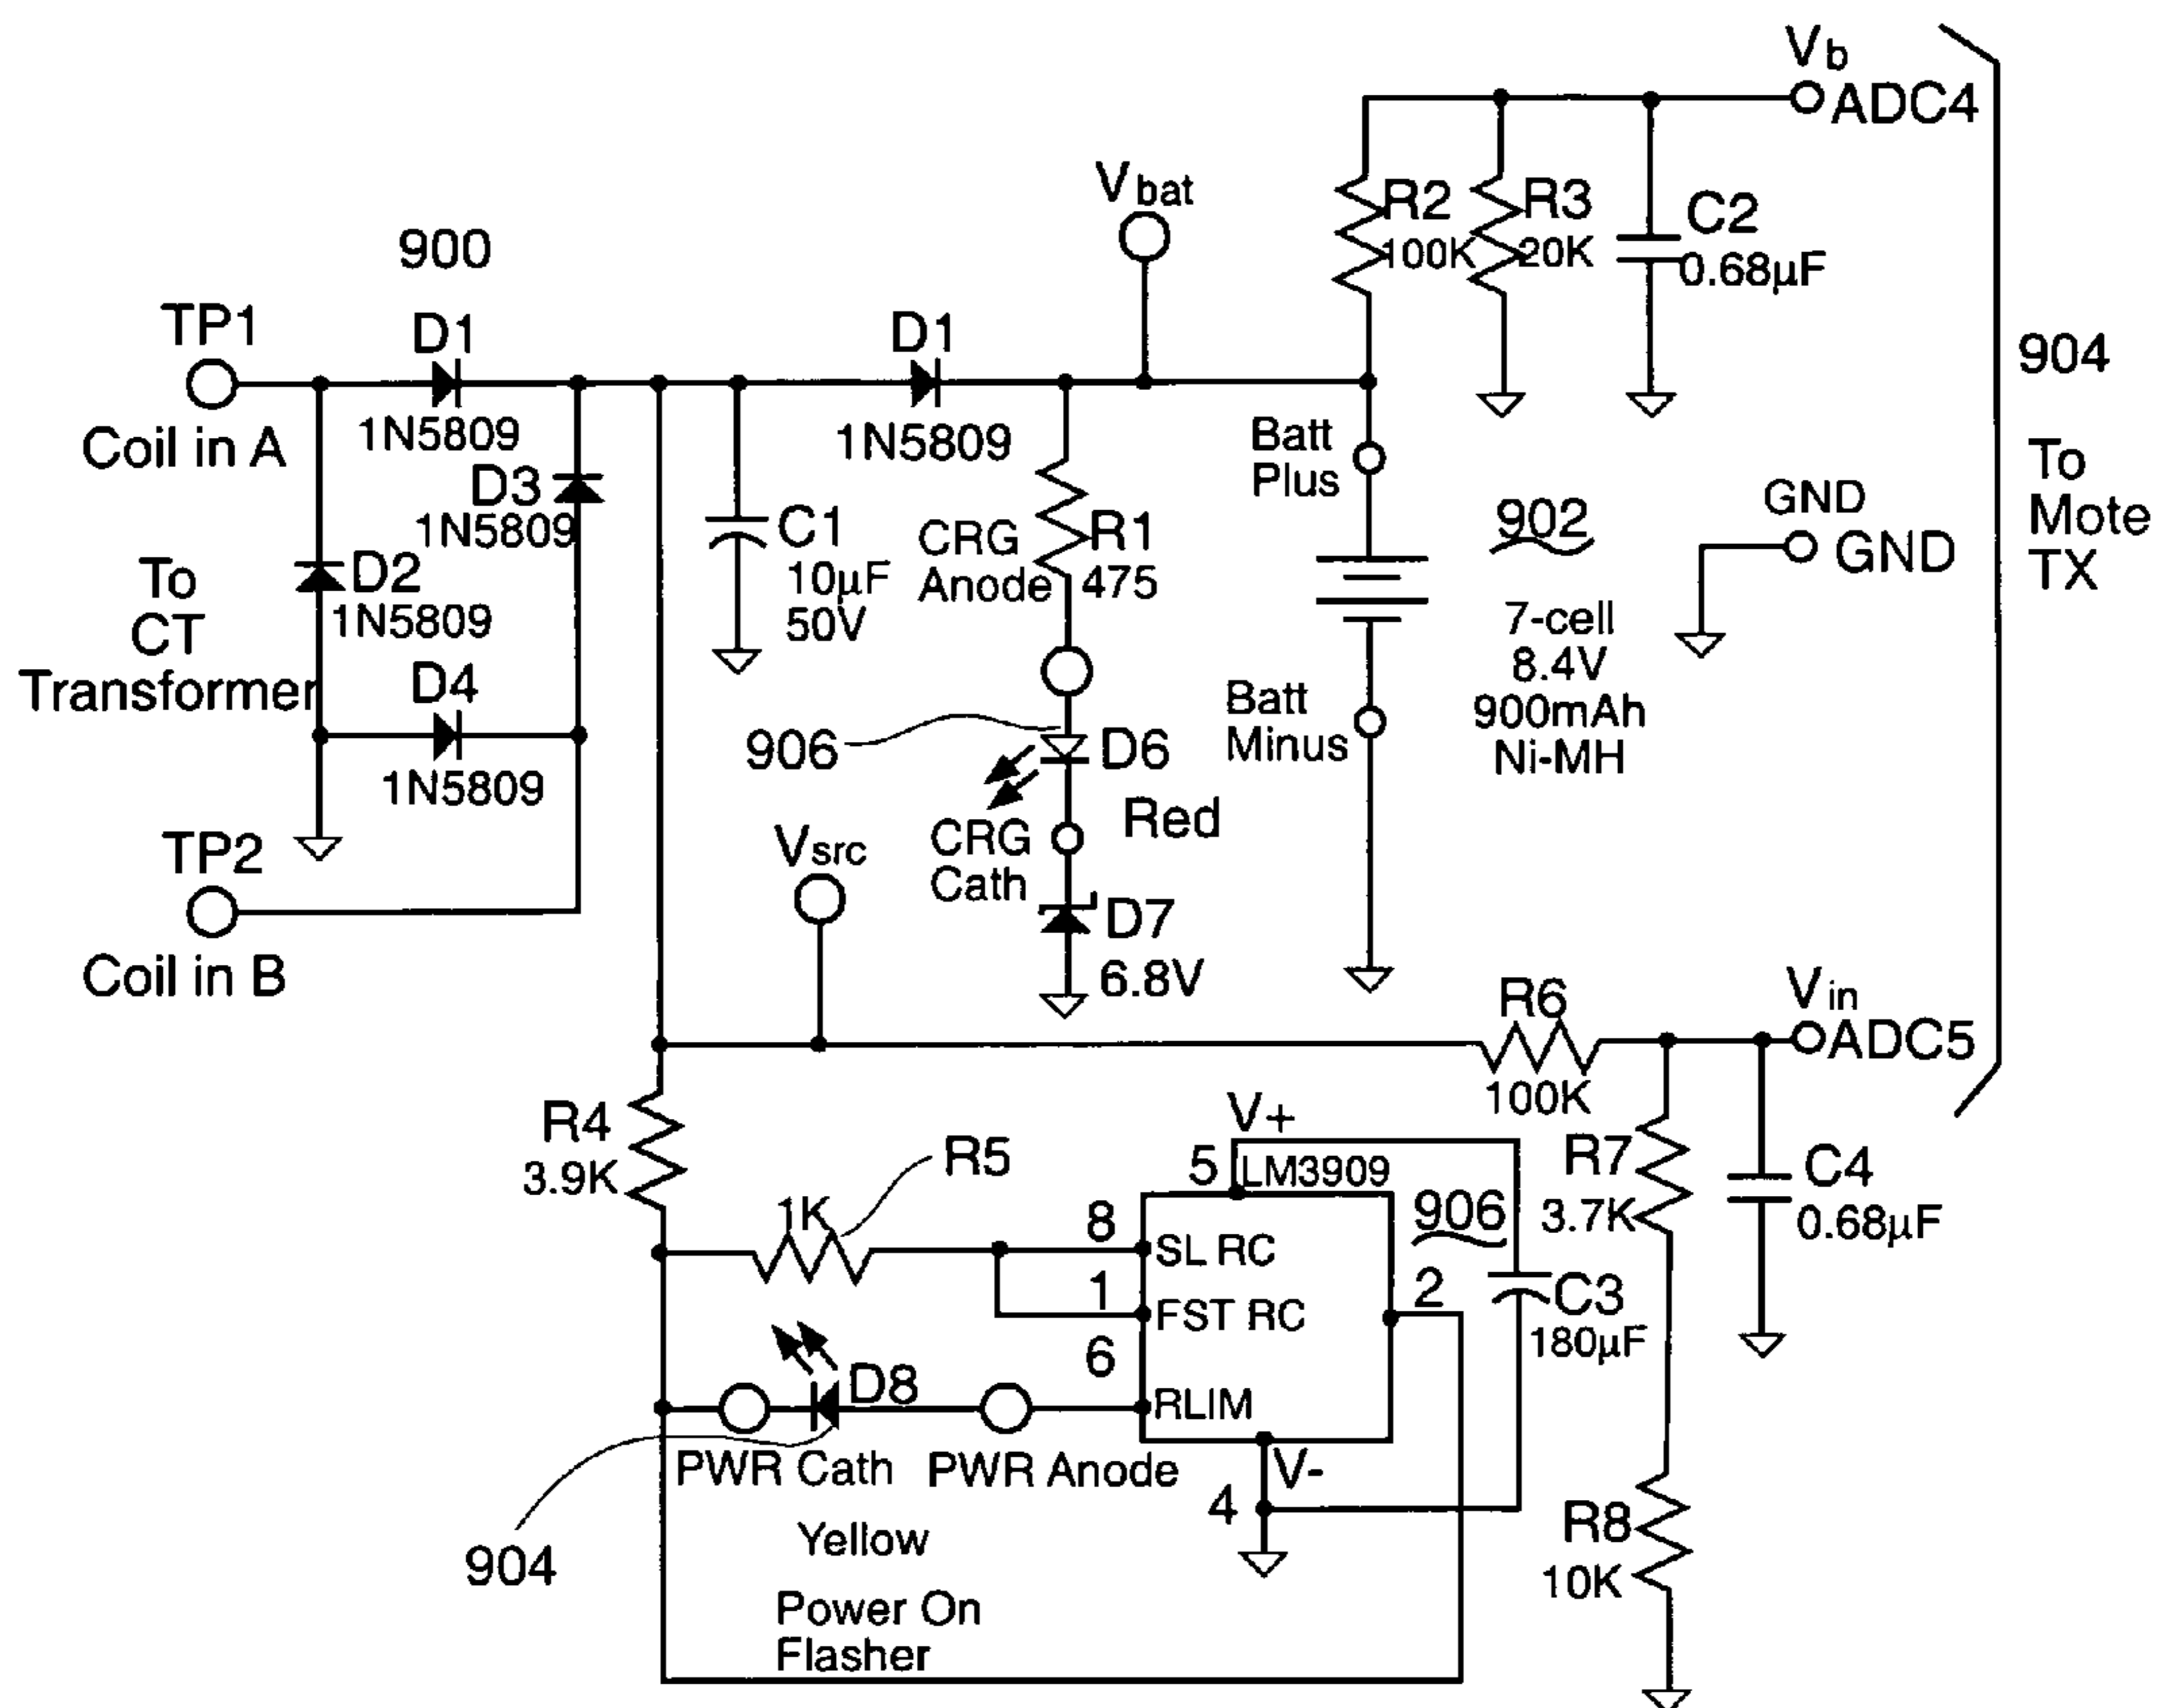 Vb
ADC4
Vbat
R2
100K
R3
20K
C2
0.68µF
900
TP1
D1
1N5809
Coil in A
D1
1N5809
904
To
Mote
TX
Batt
Plus
GND
GND
902
D3
1N5809
C1
10µF
50V
CRG
Anode
R1
475
To
CT
Transformer
D2
1N5809
7-cell
8.4V
900mAh
Ni-MH
D4
1N5809
Batt
Minus
906
D6
Red
TP2
Coil in B
Vsrc
CRG
Cath
D7
6.8V
R6
100K
Vin
ADC5
R4
3.9K
R5
1K
V+
5
LM3909
8
SL RC
906
1
FST RC
2
6
RLIM
C3
180µF
R7
3.7K
C4
0.68µF
D8
PWR Cath
PWR Anode
V-
4
904
Yellow
Power On
Flasher
R8
10K